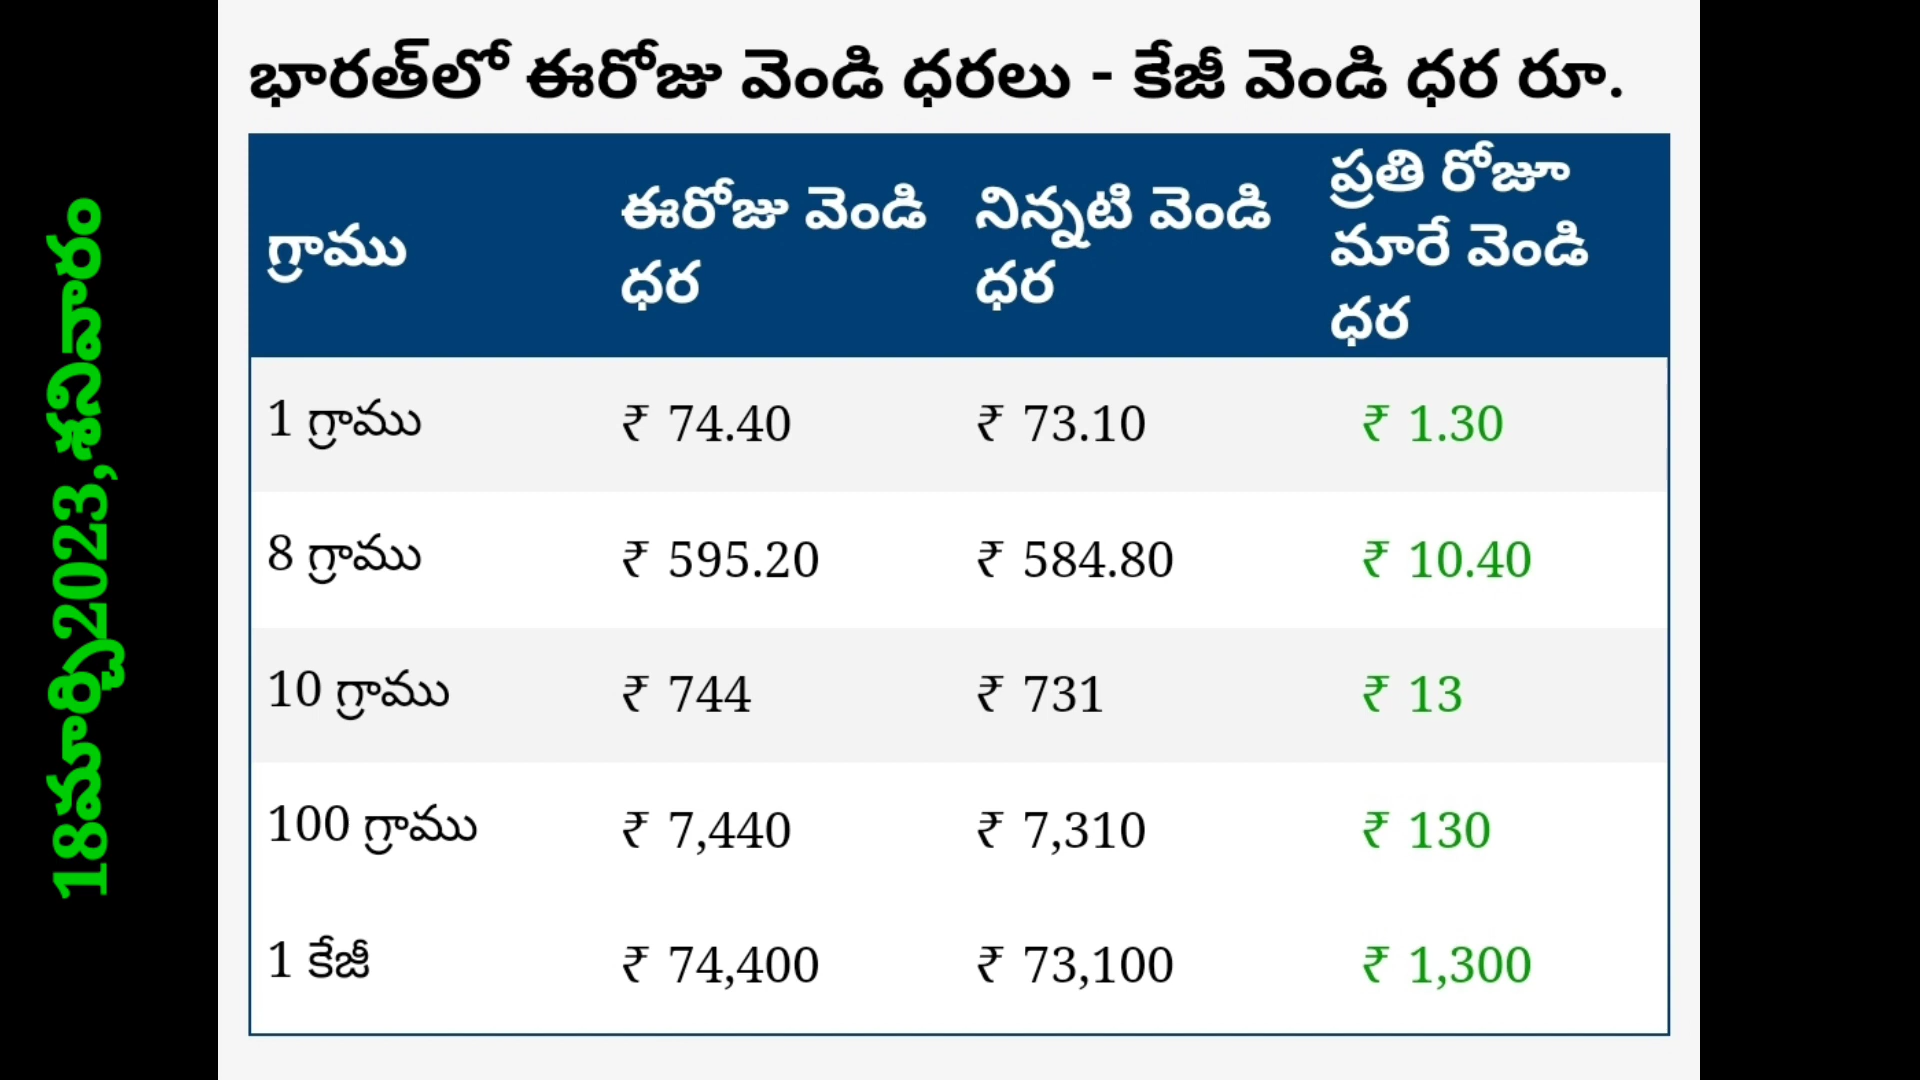 18మార్చి2023,శనివారం
భారత్‌లో ఈరోజు వెండి ధరలు - కేజీ వెండి ధర రూ.
గ్రాము ఈరోజు వెండి ధర నిన్నటి వెండి ధర ప్రతి రోజూ మారే వెండి ధర
1 గ్రాము ₹ 74.40 ₹ 73.10 ₹ 1.30
8 గ్రాము ₹ 595.20 ₹ 584.80 ₹ 10.40
10 గ్రాము ₹ 744 ₹ 731 ₹ 13
100 గ్రాము ₹ 7,440 ₹ 7,310 ₹ 130
1 కేజీ ₹ 74,400 ₹ 73,100 ₹ 1,300